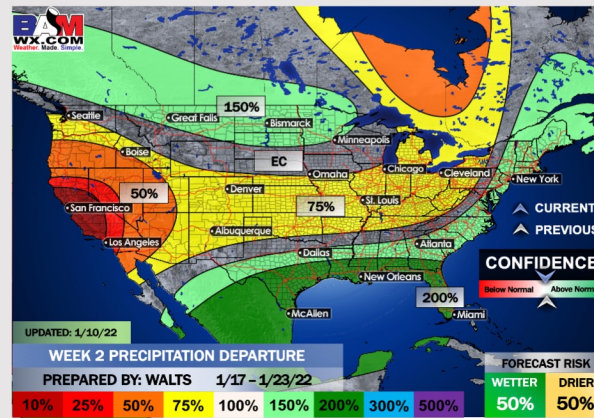 BAM
WX.COM
Weather. Made. Simple.
Seattle
Great Falls
150%
Bismarck
Minneapolis
Boise
EC
Omaha
Chicago
Cleveland
New York
50%
Denver
75%
St. Louis
San Francisco
Los Angeles
Albuquerque
Dallas
Atlanta
New Orleans
McAllen
200%
Miami
CURRENT
PREVIOUS
CONFIDENCE
Below Normal
Above Norm
UPDATED: 1/10/22
WEEK 2 PRECIPITATION DEPARTURE
PREPARED BY: WALTS 1/17 - 1/23/22
10% 25% 50% 75% 100% 150% 200% 300% 500%
FORECAST RISK
WETTER DRIER
50% 50%